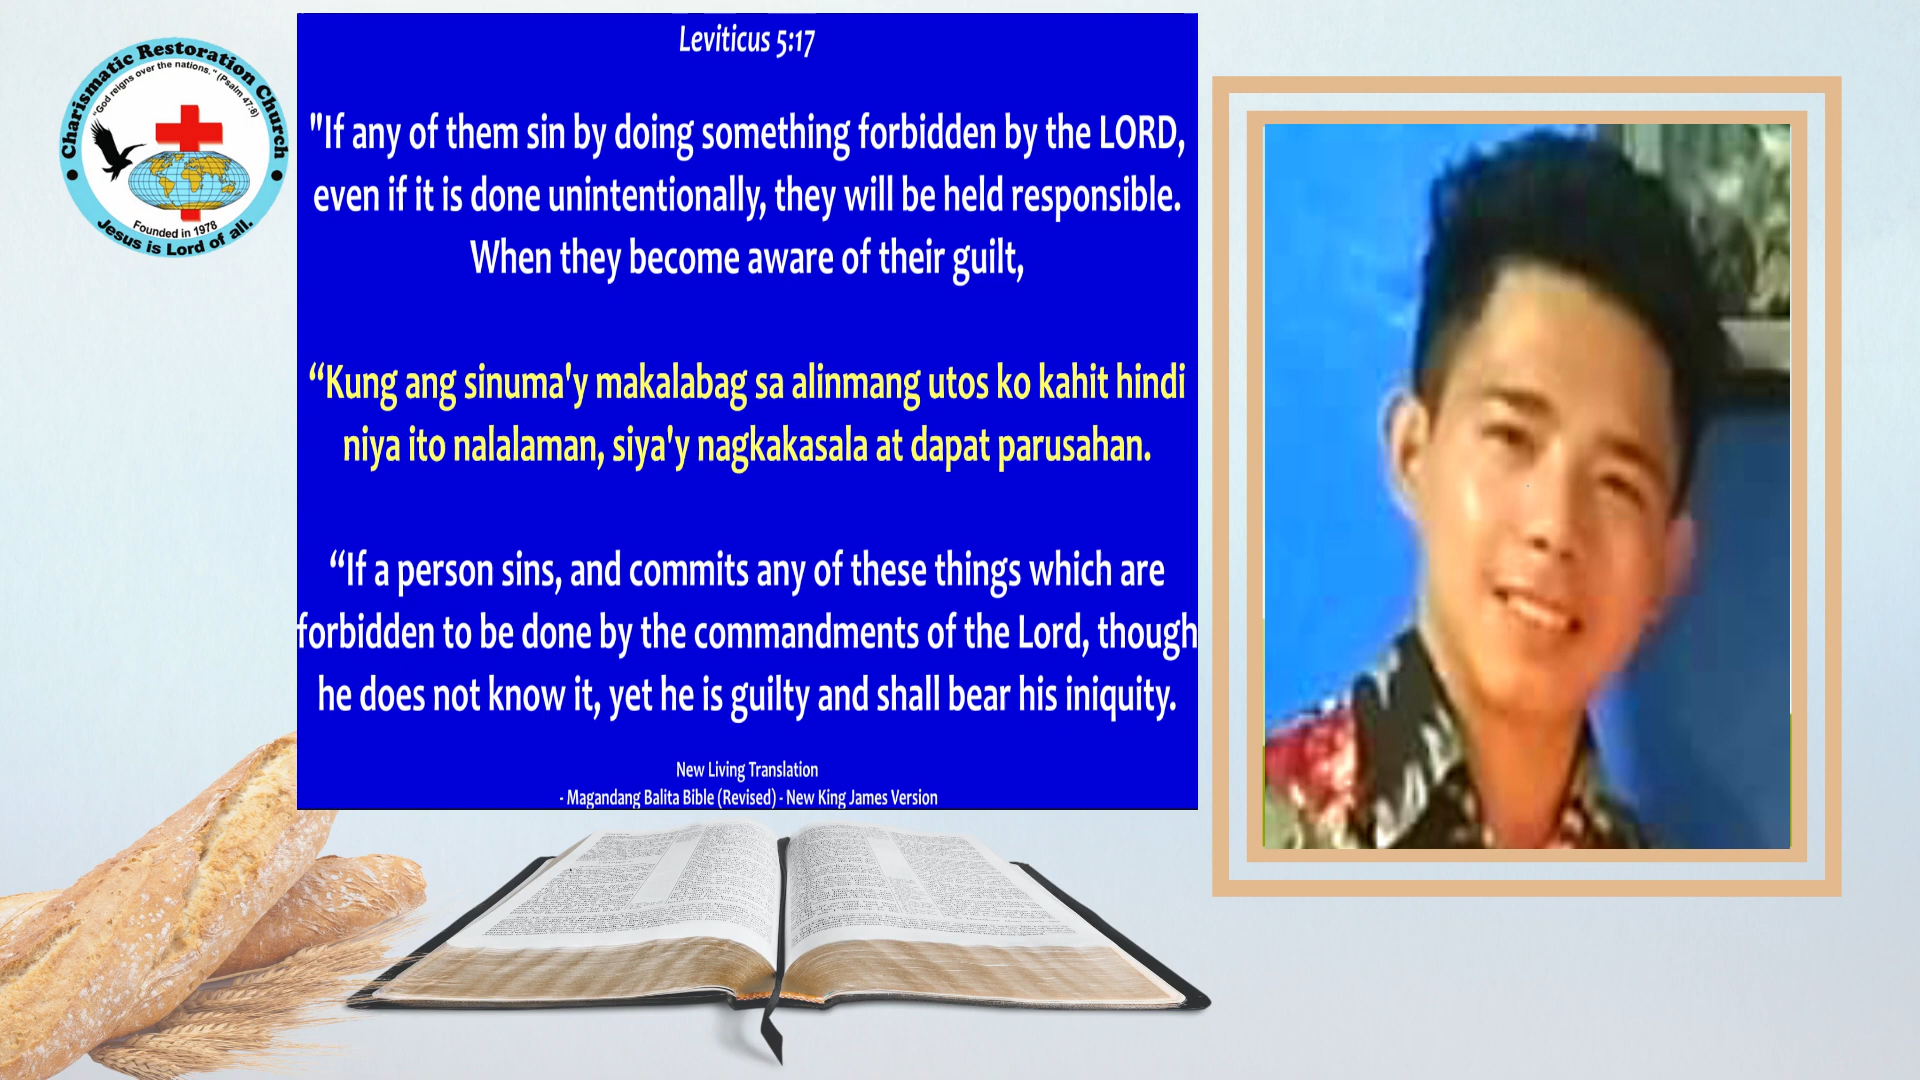 Charismatic Restoration Church
"God reigns over the nations." (Psalm 47:8)
Founded in 1978
Jesus is Lord of all.
Leviticus 5:17
"If any of them sin by doing something forbidden by the LORD,
even if it is done unintentionally, they will be held responsible.
When they become aware of their guilt,
“Kung ang sinuma'y makalabag sa alinmang utos ko kahit hindi
niya ito nalalaman, siya'y nagkakasala at dapat parusahan.
“If a person sins, and commits any of these things which are
forbidden to be done by the commandments of the Lord, though
he does not know it, yet he is guilty and shall bear his iniquity.
New Living Translation
- Magandang Balita Bible (Revised) - New King James Version